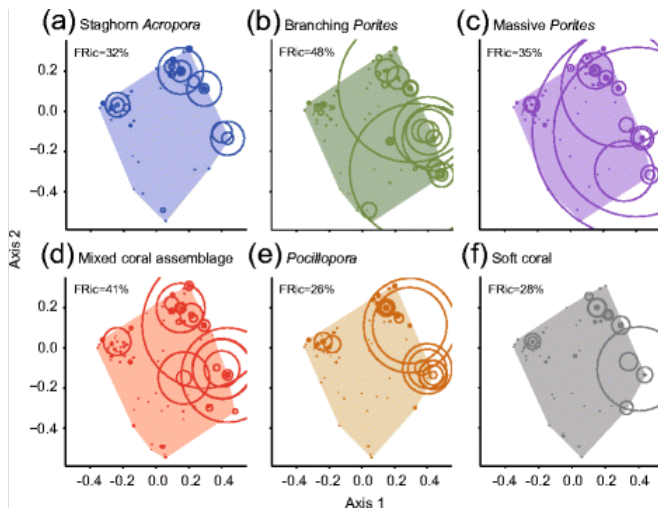 (a) Staghorn Acropora
FRic=32%
(b) Branching Porites
FRic=48%
(c) Massive Porites
FRic=35%
0.2
0.0
−0.2
−0.4
(d) Mixed coral assemblage
FRic=41%
(e) Pocillopora
FRic=26%
(f) Soft coral
FRic=28%
0.2
0.0
−0.2
−0.4
Axis 2
-0.4 -0.2 0.0 0.2 0.4
-0.4 -0.2 0.0 0.2 0.4
-0.4 -0.2 0.0 0.2 0.4
Axis 1